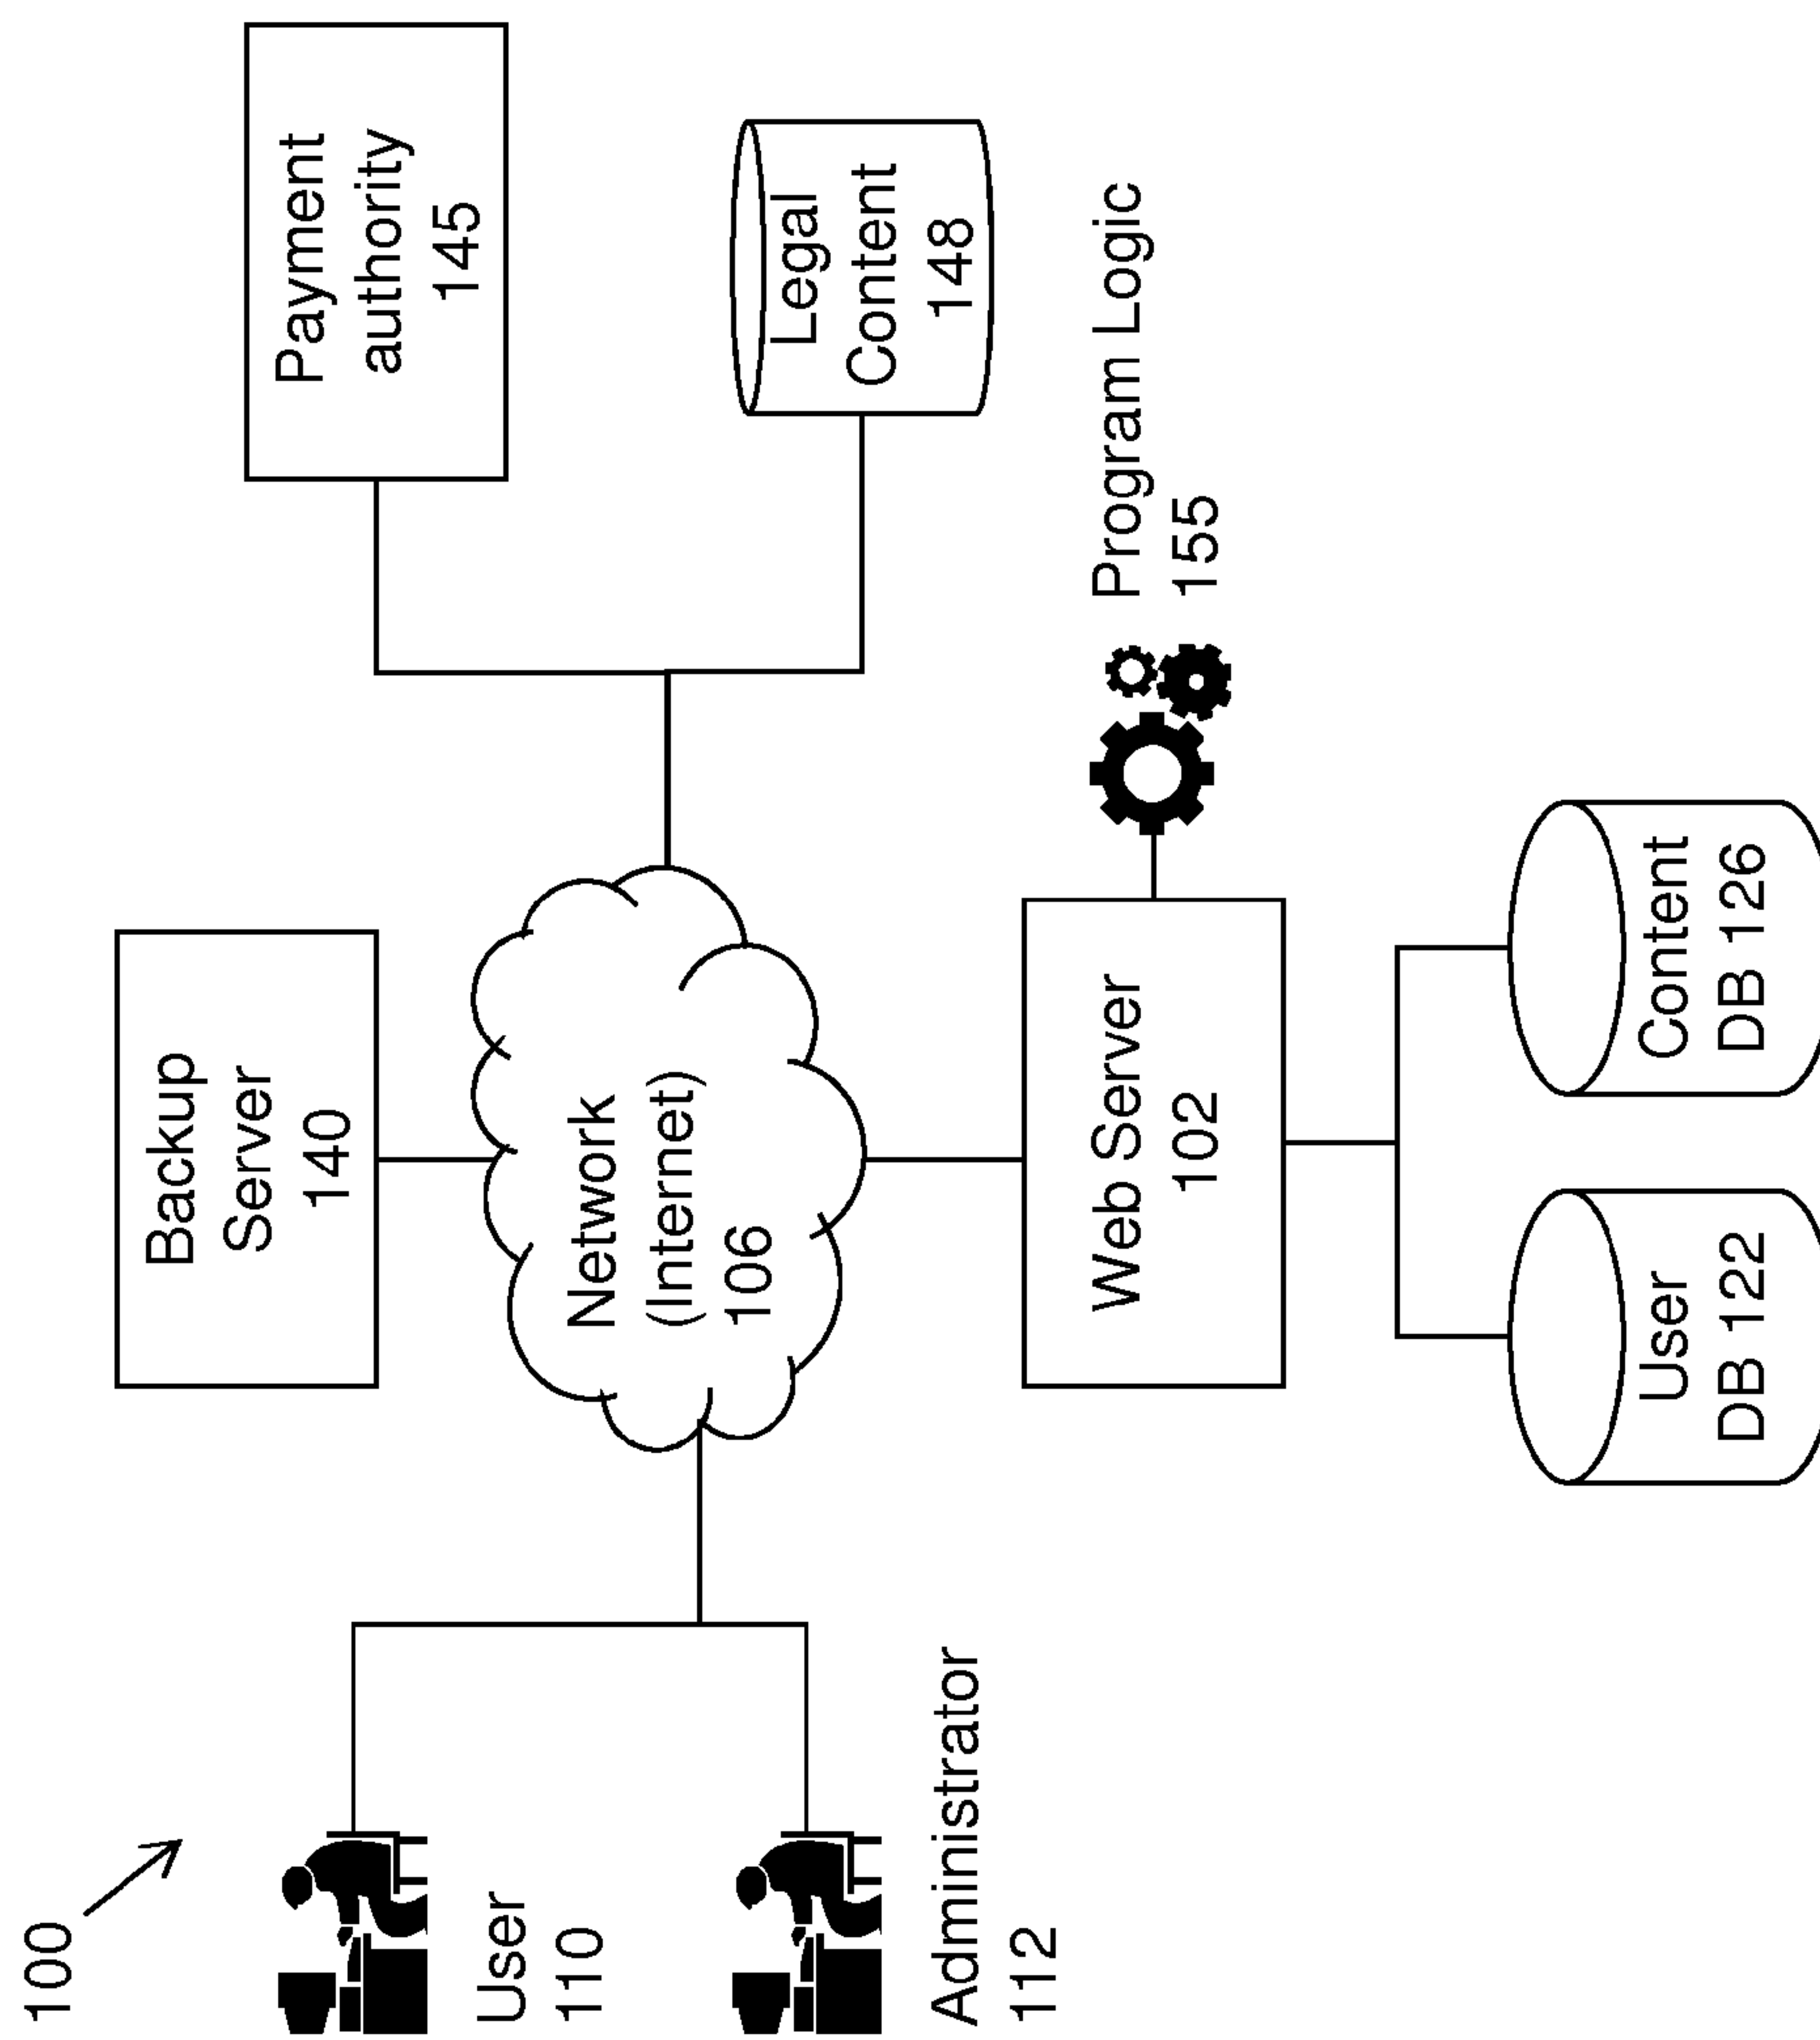 100
Backup
Server
140
Payment
authority
145
User
110
Network
(Internet)
106
Legal
Content
148
Administrator
112
Web Server
102
Program Logic
155
User
DB 122
Content
DB 126